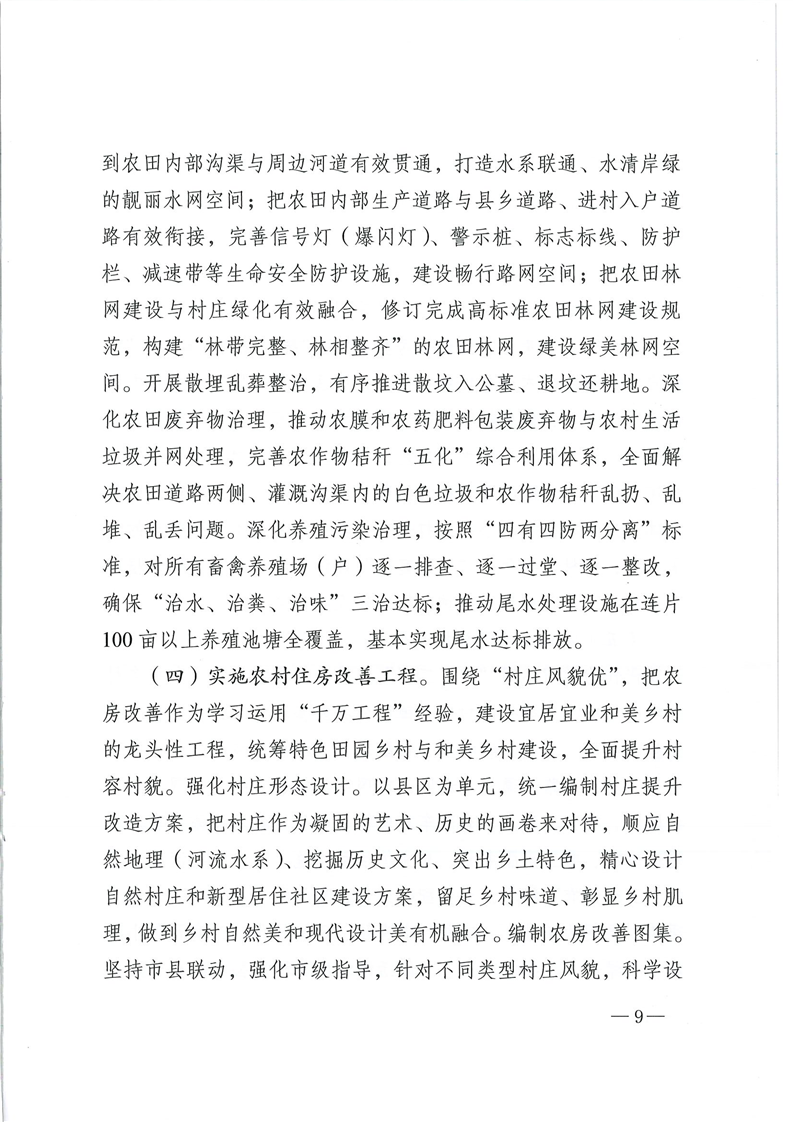 到农田内部沟渠与周边河道有效贯通，打造水系联通、水清岸绿
的靓丽水网空间；把农田内部生产道路与县乡道路、进村入户道
路有效衔接，完善信号灯（爆闪灯）、警示桩、标志标线、防护
栏、减速带等生命安全防护设施，建设畅行路网空间；把农田林
网建设与村庄绿化有效融合，修订完成高标准农田林网建设规
范，构建“林带完整、林相整齐”的农田林网，建设绿美林网空
间。开展散埋乱葬整治，有序推进散坟入公墓、退坟还耕地。深
化农田废弃物治理，推动农膜和农药肥料包装废弃物与农村生活
垃圾并网处理，完善农作物秸秆“五化”综合利用体系，全面解
决农田道路两侧、灌溉沟渠内的白色垃圾和农作物秸秆乱扔、乱
堆、乱丢问题。深化养殖污染治理，按照“四有四防两分离”标
准，对所有畜禽养殖场（户）逐一排查、逐一过堂、逐一整改，
确保“治水、治粪、治味”三治达标；推动尾水处理设施在连片
100 亩以上养殖池塘全覆盖，基本实现尾水达标排放。
（四）实施农村住房改善工程。围绕“村庄风貌优”，把农
房改善作为学习运用“千万工程”经验，建设宜居宜业和美乡村
的龙头性工程，统筹特色田园乡村与和美乡村建设，全面提升村
容村貌。强化村庄形态设计。以县区为单元，统一编制村庄提升
改造方案，把村庄作为凝固的艺术、历史的画卷来对待，顺应自
然地理（河流水系）、挖掘历史文化、突出乡土特色，精心设计
自然村庄和新型居住社区建设方案，留足乡村味道、彰显乡村肌
理，做到乡村自然美和现代设计美有机融合。编制农房改善图集。
坚持市县联动，强化市级指导，针对不同类型村庄风貌，科学设
—9—